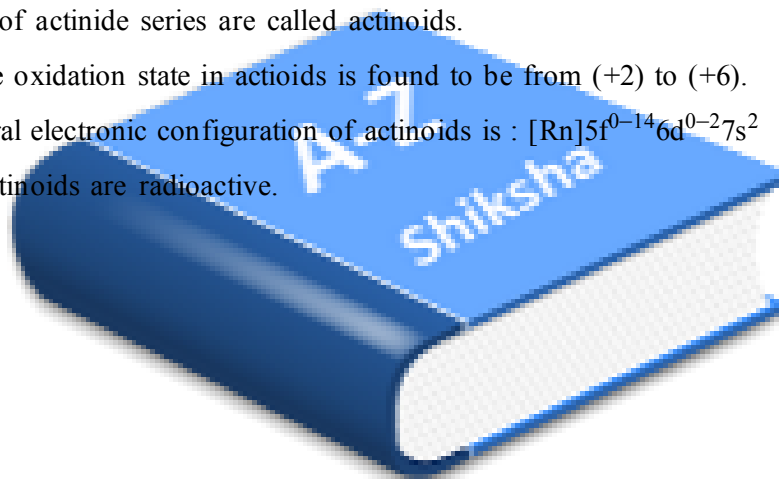 of actinide series are called actinoids.
e oxidation state in actioids is found to be from (+2) to (+6).
ral electronic configuration of actinoids is : [Rn]5f⁰⁻¹⁴6d⁰⁻²7s²
tinoids are radioactive.
A-Z
Shiksha